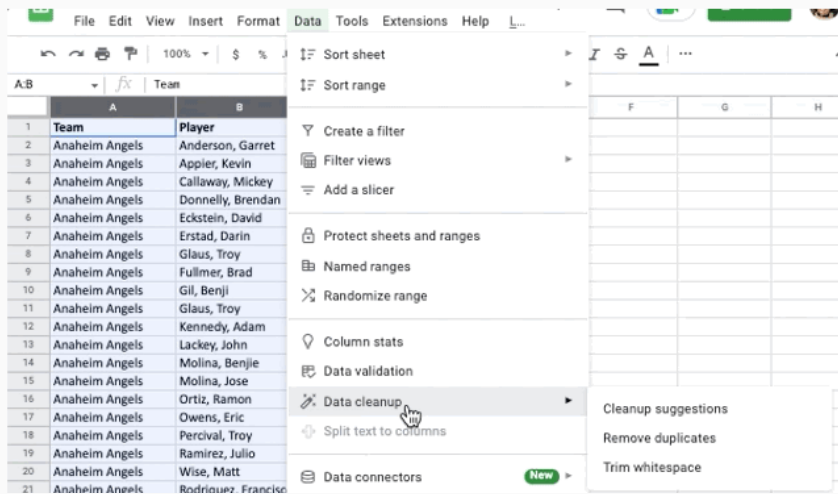 File Edit View Insert Format Data Tools Extensions Help L...
100% $ %
A:B fx Team
A B F G H
1 Team Player
2 Anaheim Angels Anderson, Garret
3 Anaheim Angels Appier, Kevin
4 Anaheim Angels Callaway, Mickey
5 Anaheim Angels Donnelly, Brendan
6 Anaheim Angels Eckstein, David
7 Anaheim Angels Erstad, Darin
8 Anaheim Angels Glaus, Troy
9 Anaheim Angels Fullmer, Brad
10 Anaheim Angels Gil, Benji
11 Anaheim Angels Glaus, Troy
12 Anaheim Angels Kennedy, Adam
13 Anaheim Angels Lackey, John
14 Anaheim Angels Molina, Benjie
15 Anaheim Angels Molina, Jose
16 Anaheim Angels Ortiz, Ramon
17 Anaheim Angels Owens, Eric
18 Anaheim Angels Percival, Troy
19 Anaheim Angels Ramirez, Julio
20 Anaheim Angels Wise, Matt
21 Anaheim Angels Rodriguez, Francisc
Sort sheet
Sort range
Create a filter
Filter views
Add a slicer
Protect sheets and ranges
Named ranges
Randomize range
Column stats
Data validation
Data cleanup
Split text to columns
Data connectors New
Cleanup suggestions
Remove duplicates
Trim whitespace